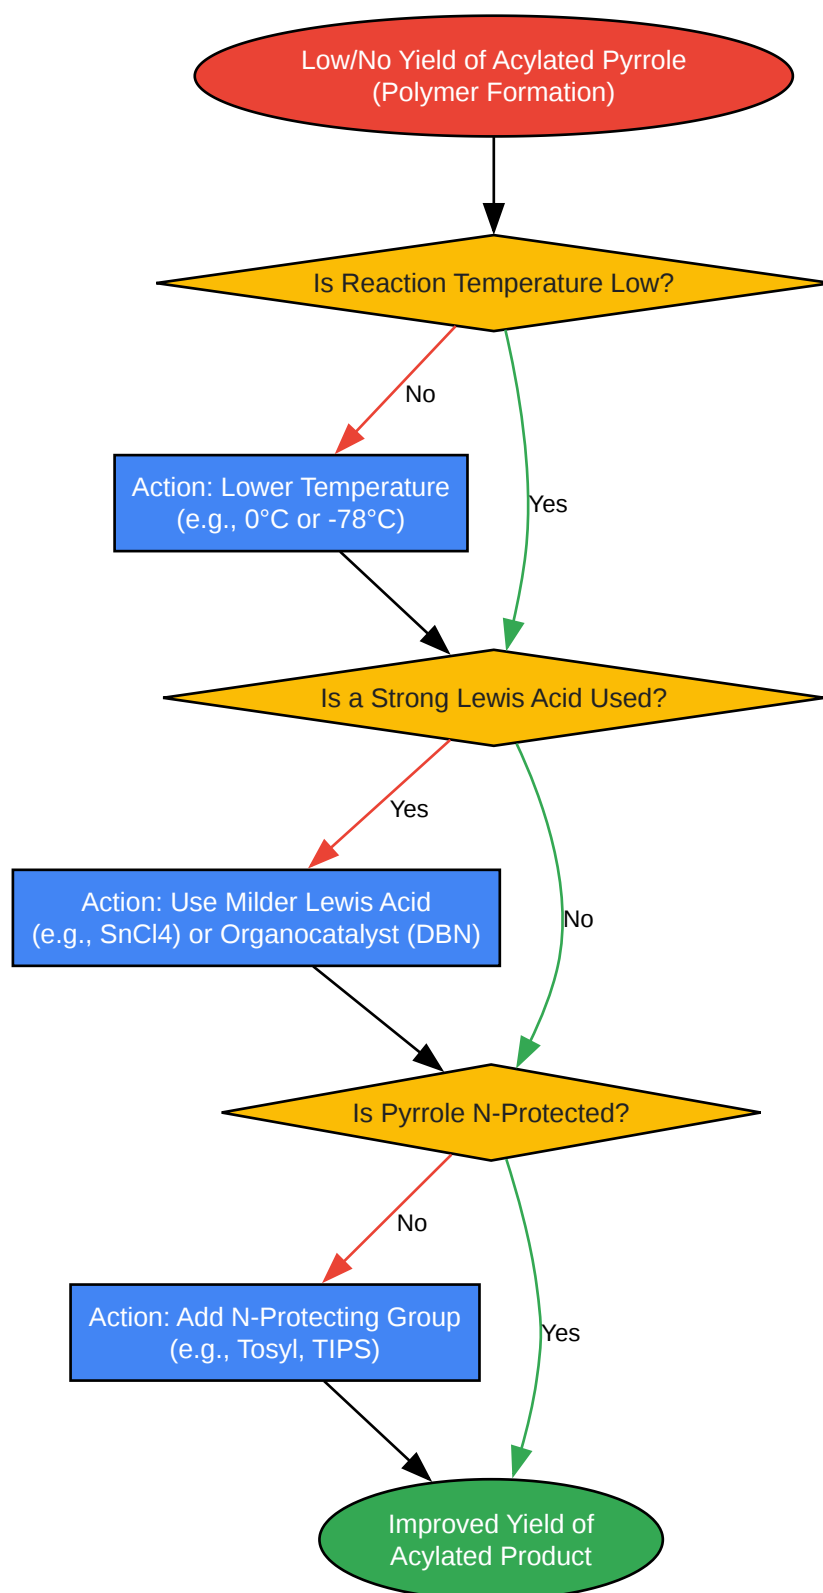 Low/No Yield of Acylated Pyrrole
(Polymer Formation)
Is Reaction Temperature Low?
No
Action: Lower Temperature
(e.g., 0°C or -78°C)
Yes
Is a Strong Lewis Acid Used?
Yes
Action: Use Milder Lewis Acid
(e.g., SnCl4) or Organocatalyst (DBN)
No
Is Pyrrole N-Protected?
No
Action: Add N-Protecting Group
(e.g., Tosyl, TIPS)
Yes
Improved Yield of
Acylated Product